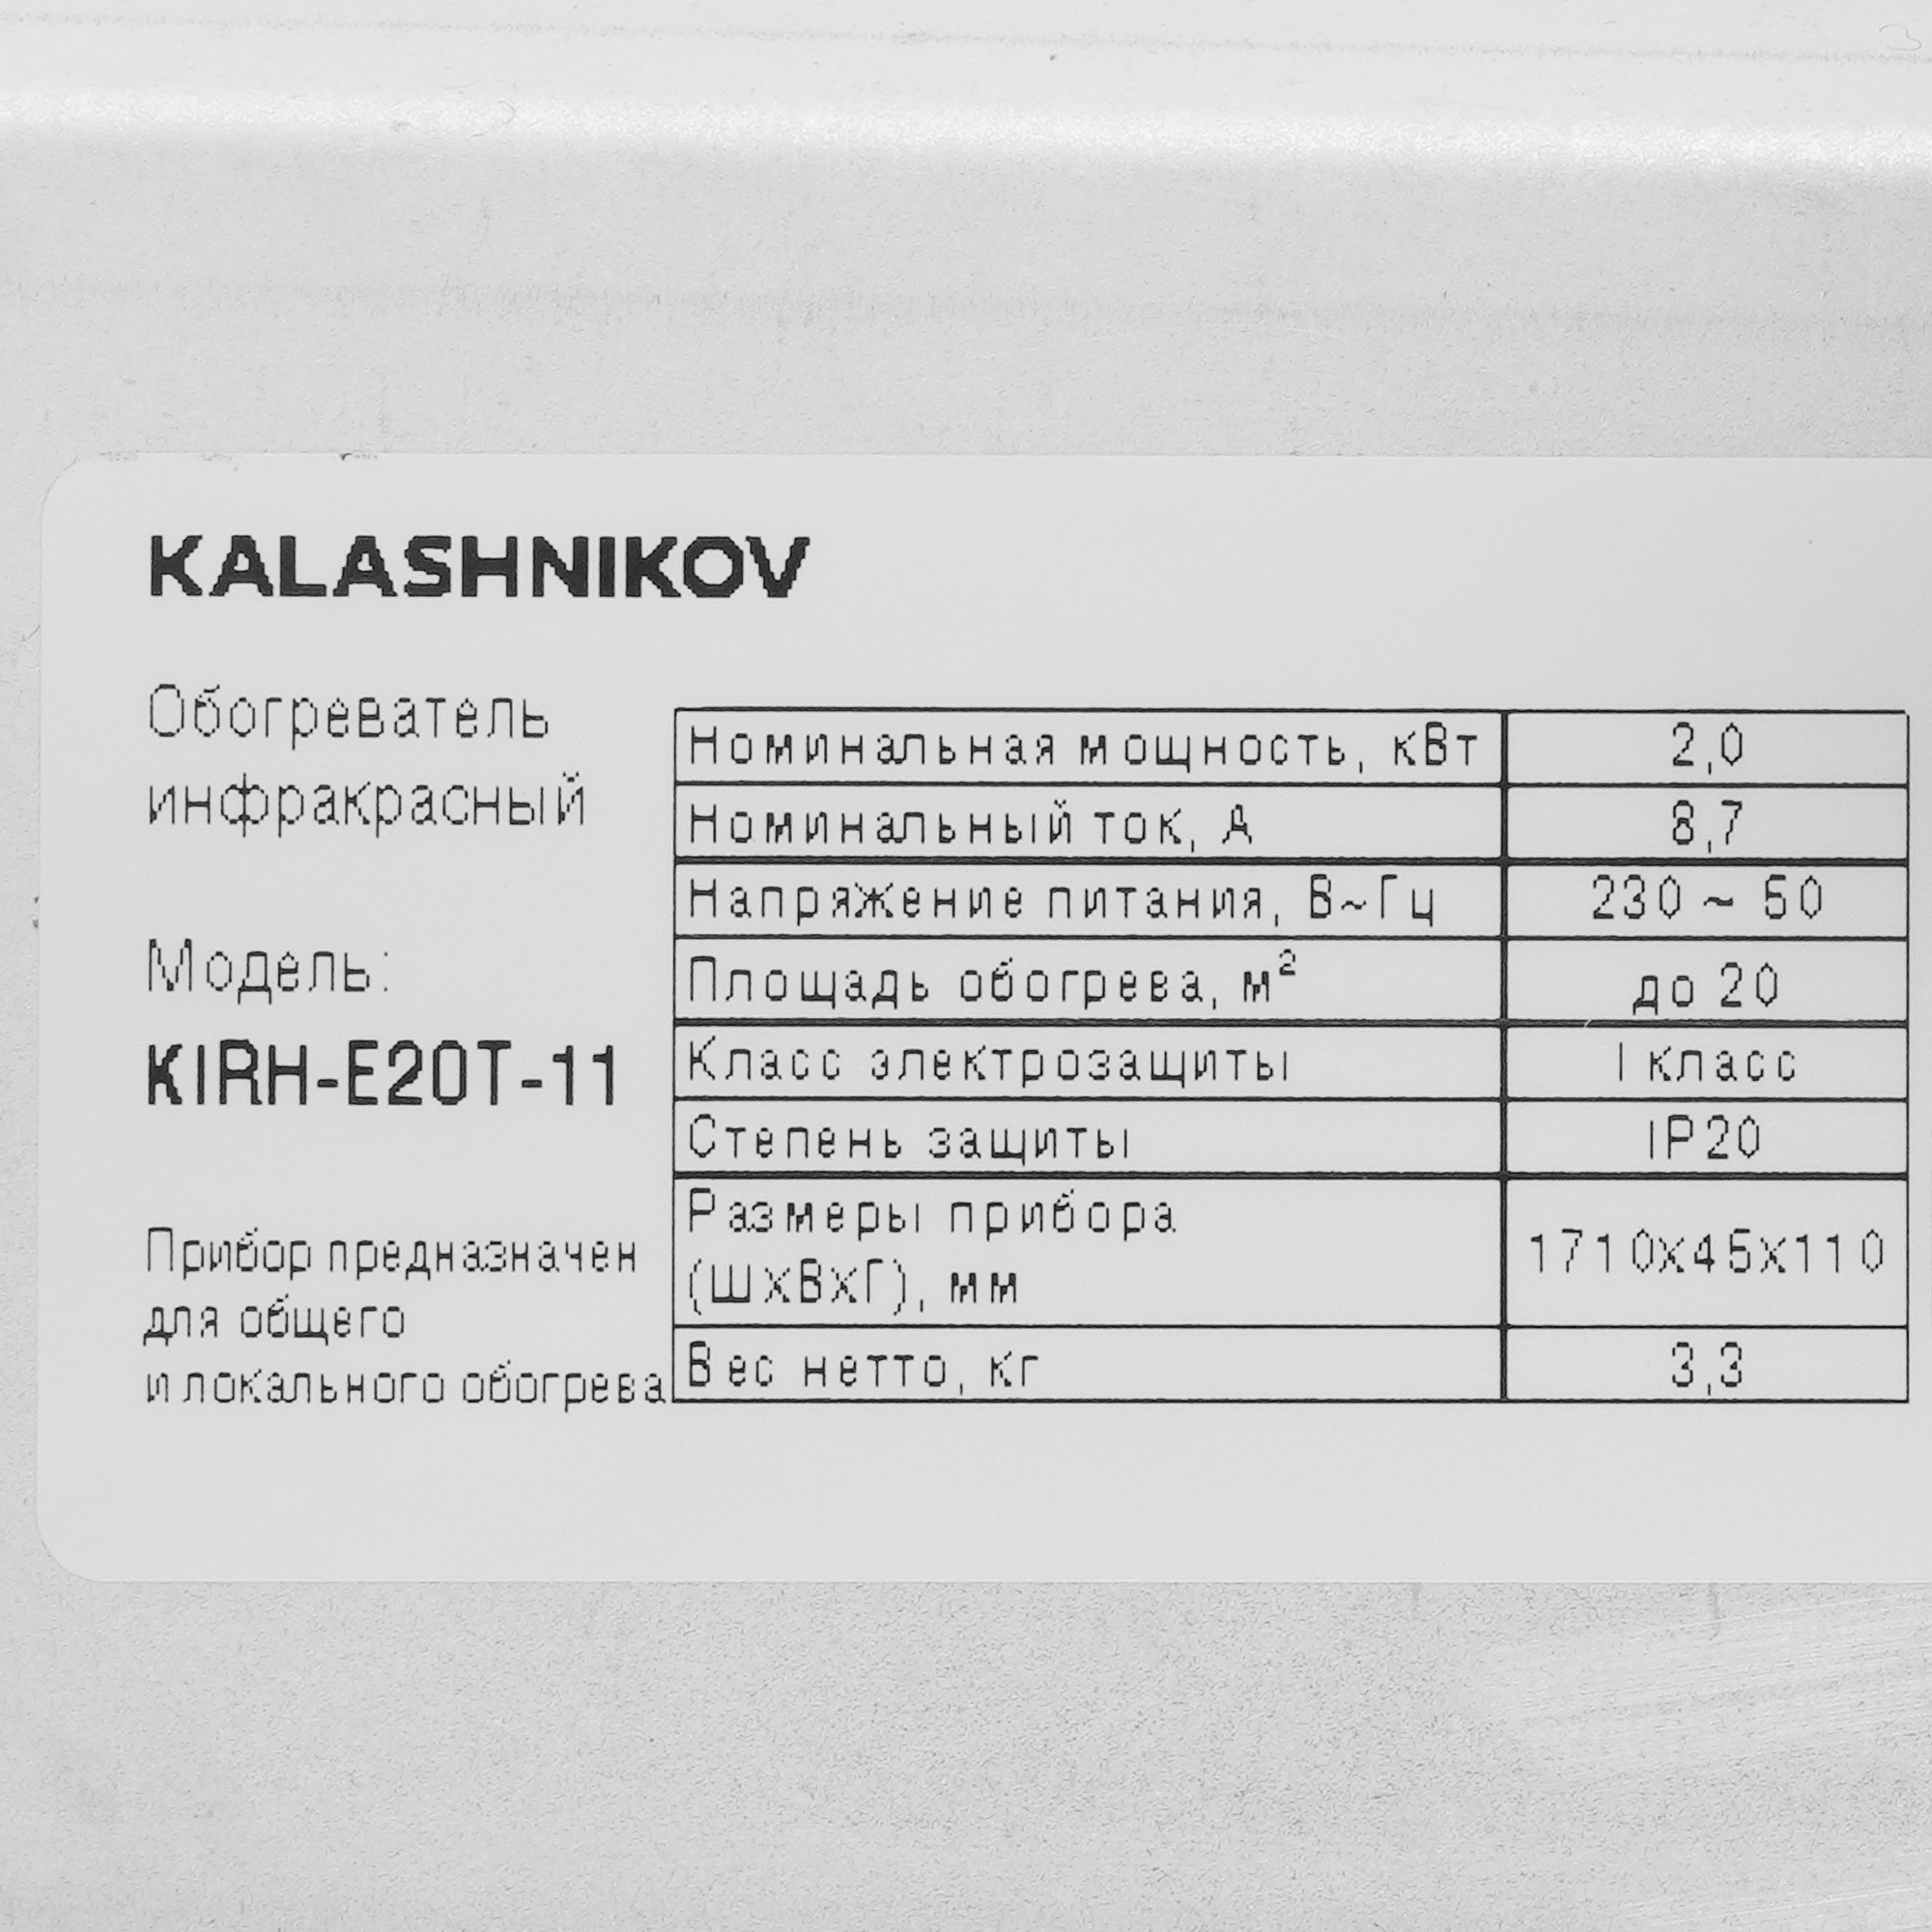 KALASHNIKOV
Обогреватель
инфракрасный
Модель:
KIRH-E20T-11
Прибор предназначен
для общего
и локального обогрева
Номинальная мощность, кВт 2,0
Номинальный ток, А 8,7
Напряжение питания, В~Гц 230 ~ 50
Площадь обогрева, м² до 20
Класс электрозащиты I класс
Степень защиты IP20
Размеры прибора
(ШхВхГ), мм 1710х45х110
Вес нетто, кг 3,3